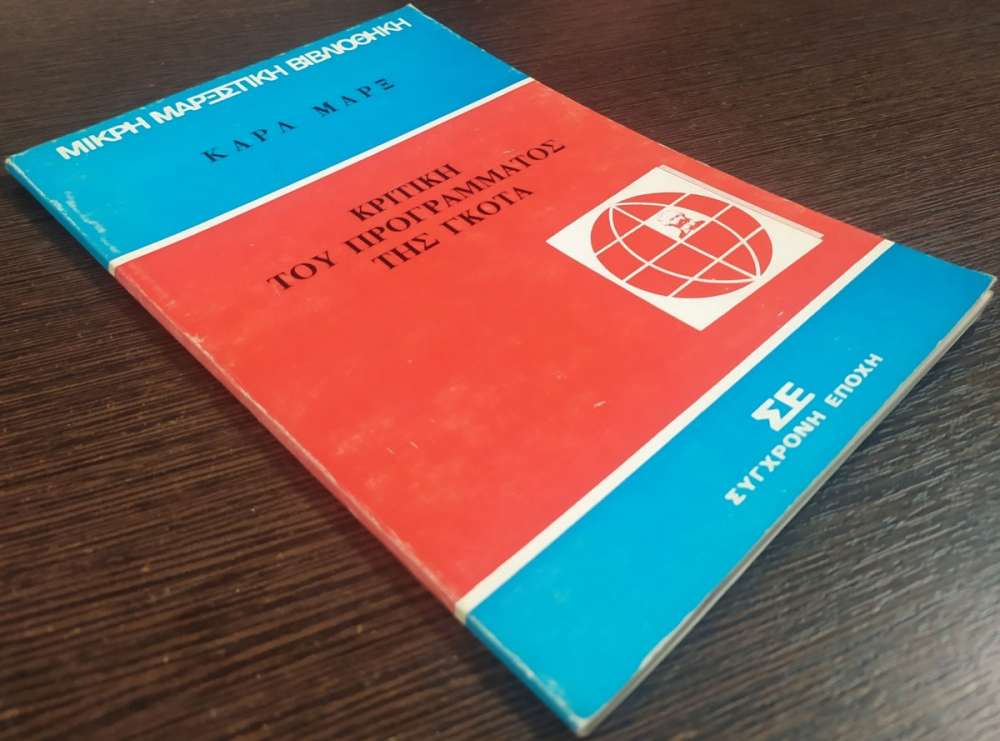 ΜΙΚΡΗ ΜΑΡΞΙΣΤΙΚΗ ΒΙΒΛΙΟΘΗΚΗ
ΚΑΡΛ ΜΑΡΞ
ΚΡΙΤΙΚΗ
ΤΟΥ ΠΡΟΓΡΑΜΜΑΤΟΣ
ΤΗΣ ΓΚΟΤΑ
ΣΕ
ΣΥΓΧΡΟΝΗ ΕΠΟΧΗ